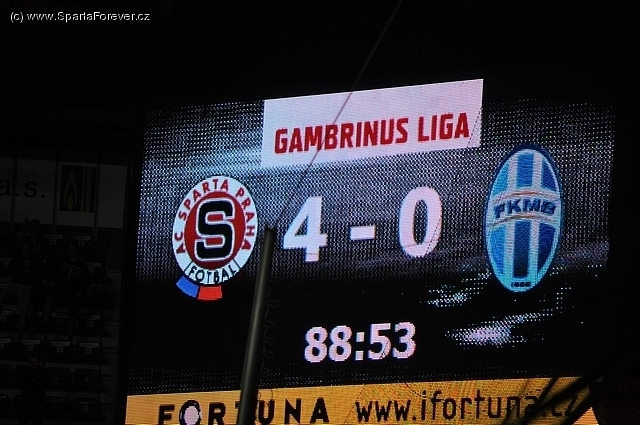 (c) www.SpartaForever.cz
GAMBRINUS LIGA
a.s.
AC SPARTA PRAHA
S
FOTBAL
4 - 0
FKMB
88:53
FORTUNA www.ifortuna.cz